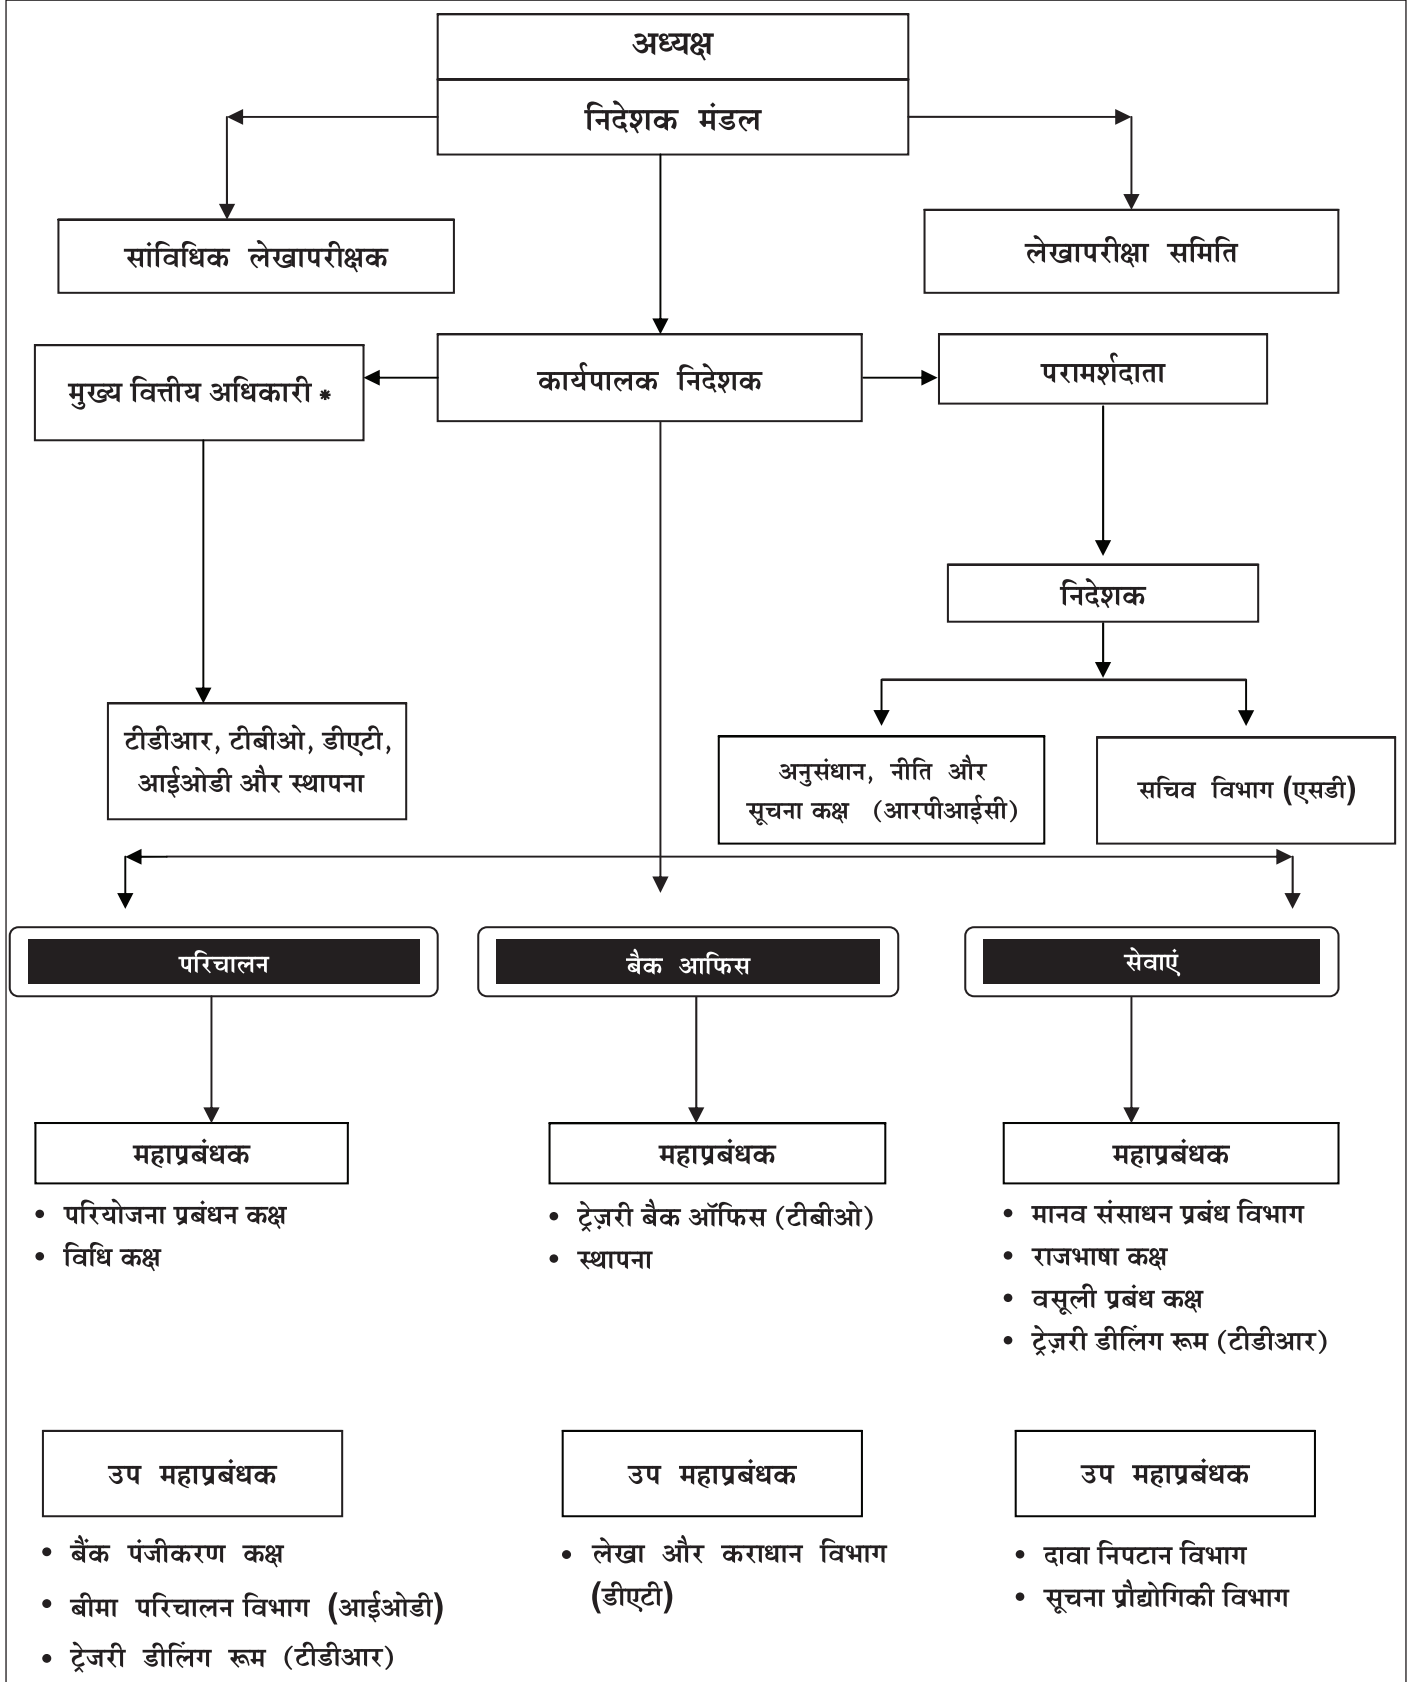 अध्यक्ष
निदेशक मंडल
सांविधिक लेखापरीक्षक
लेखापरीक्षा समिति
मुख्य वित्तीय अधिकारी *
कार्यपालक निदेशक
परामर्शदाता
निदेशक
टीडीआर, टीबीओ, डीएटी,
आईओडी और स्थापना
अनुसंधान, नीति और
सूचना कक्ष (आरपीआईसी)
सचिव विभाग (एसडी)
परिचालन
बैक आफिस
सेवाएं
महाप्रबंधक
• परियोजना प्रबंधन कक्ष
• विधि कक्ष
महाप्रबंधक
• ट्रेज़री बैक ऑफिस (टीबीओ)
• स्थापना
महाप्रबंधक
• मानव संसाधन प्रबंध विभाग
• राजभाषा कक्ष
• वसूली प्रबंध कक्ष
• ट्रेज़री डीलिंग रूम (टीडीआर)
उप महाप्रबंधक
• बैंक पंजीकरण कक्ष
• बीमा परिचालन विभाग (आईओडी)
• ट्रेजरी डीलिंग रूम (टीडीआर)
उप महाप्रबंधक
• लेखा और कराधान विभाग
(डीएटी)
उप महाप्रबंधक
• दावा निपटान विभाग
• सूचना प्रौद्योगिकी विभाग